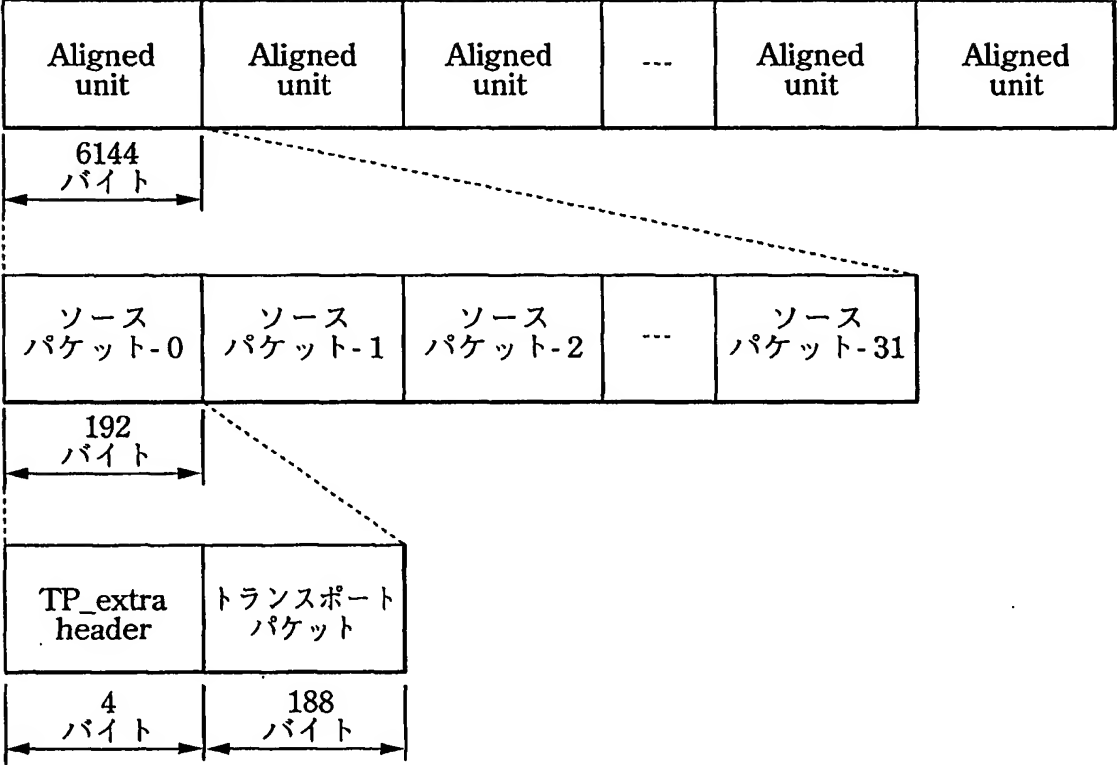 Aligned
unit
Aligned
unit
Aligned
unit
---
Aligned
unit
Aligned
unit
6144
バイト
ソース
パケット-0
ソース
パケット-1
ソース
パケット-2
---
ソース
パケット-31
192
バイト
TP_extra
header
トランスポート
パケット
4
バイト
188
バイト